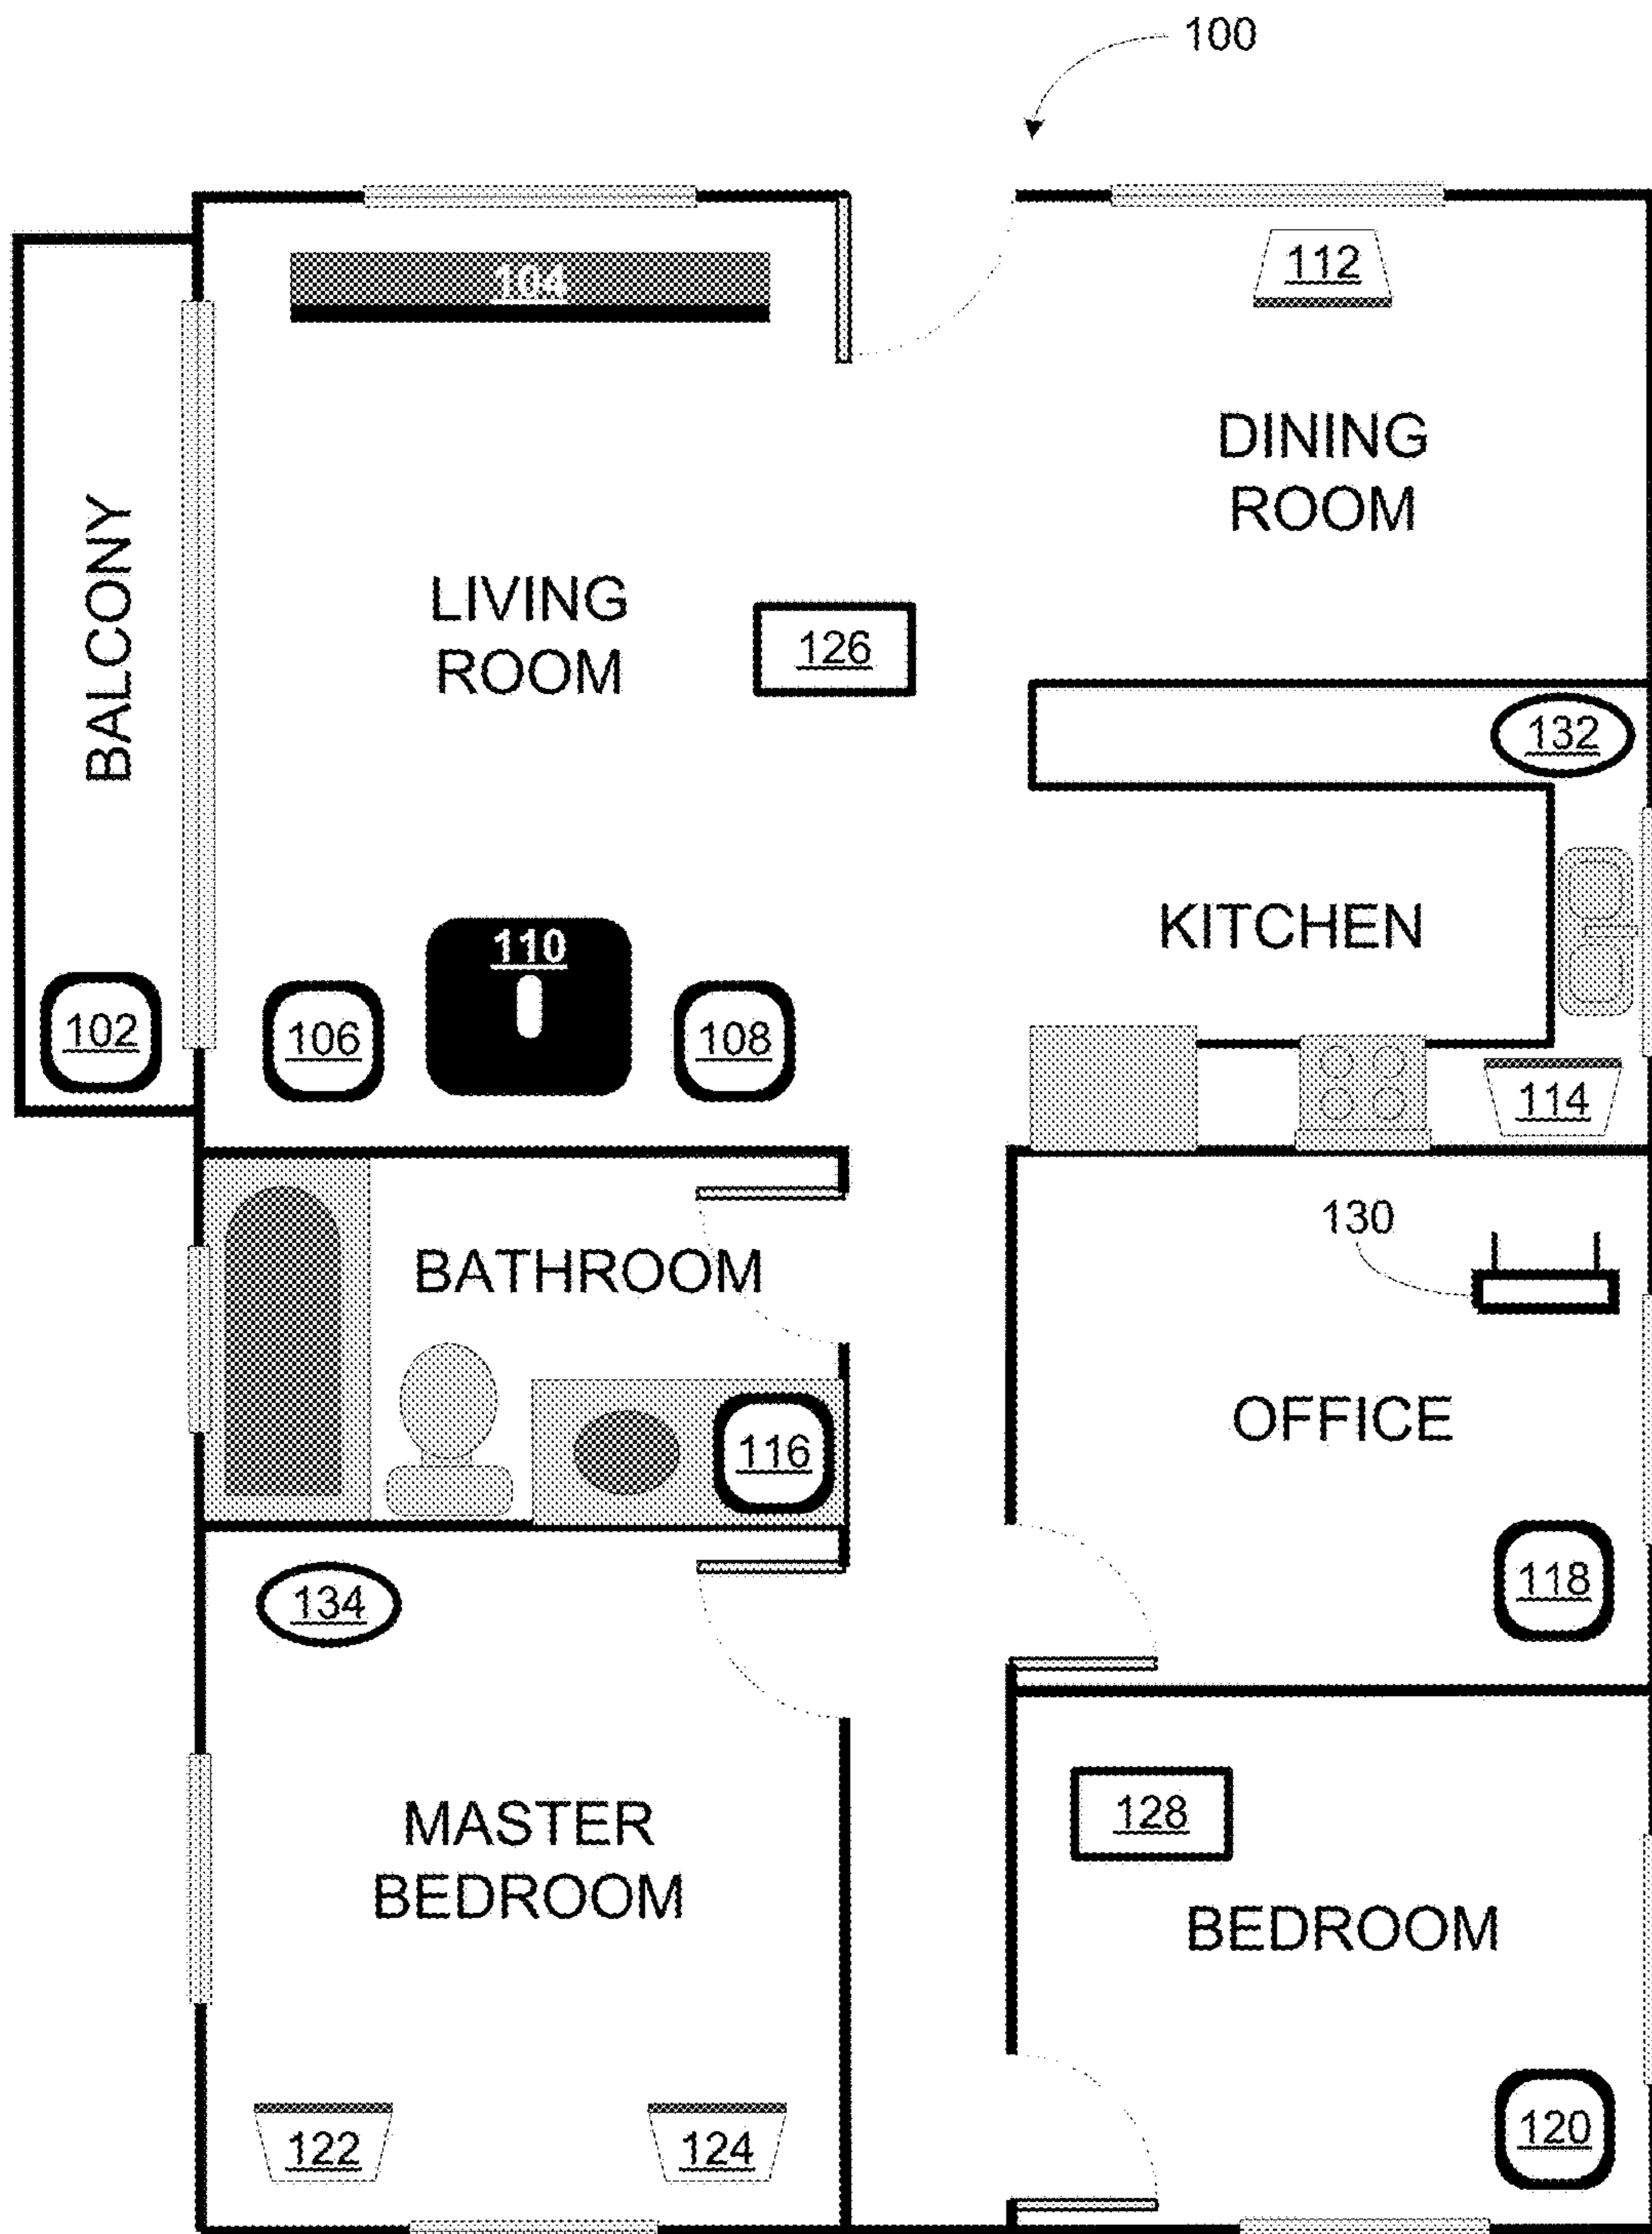 100
104
112
DINING
ROOM
BALCONY
LIVING
ROOM
126
132
KITCHEN
110
102
106
108
114
130
BATHROOM
OFFICE
116
118
134
128
MASTER
BEDROOM
BEDROOM
122
124
120